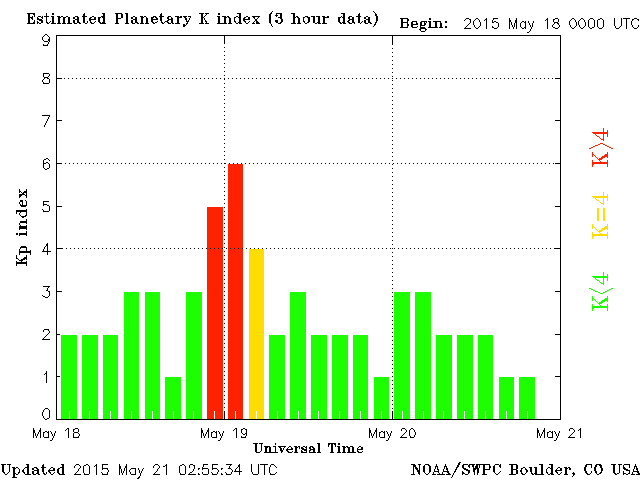 Estimated Planetary K index (3 hour data) Begin: 2015 May 18 0000 UTC
9
8
7
6
5
4
3
2
1
0
Kp index
May 18 May 19 May 20 May 21
Universal Time
K>4
K=4
K<4
Updated 2015 May 21 02:55:34 UTC NOAA/SWPC Boulder, CO USA